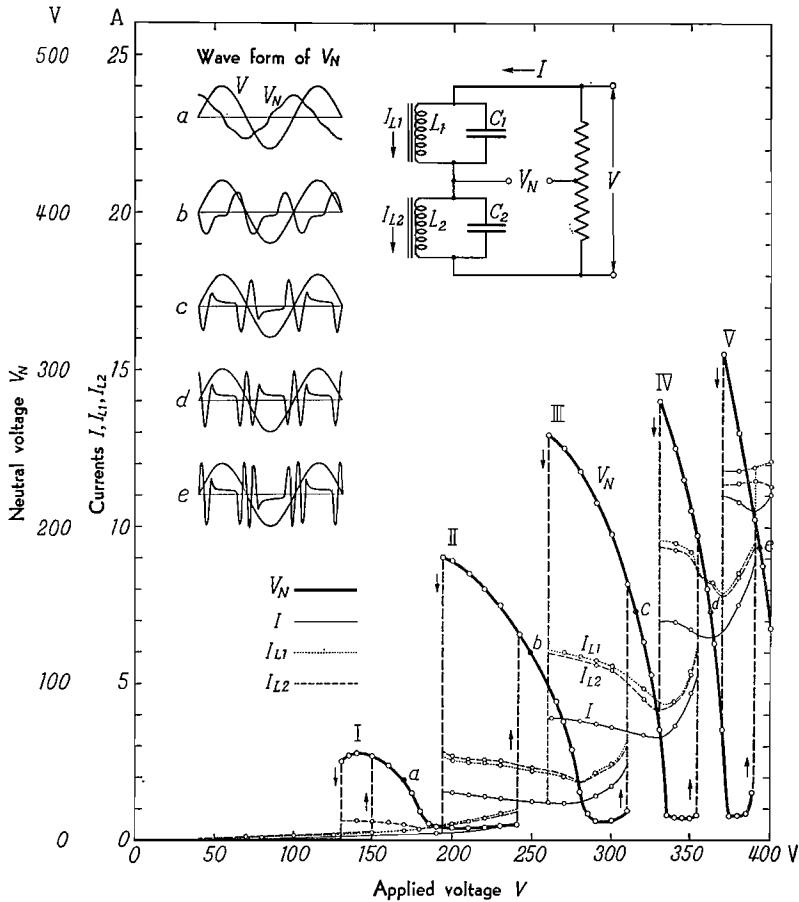 V A
500 25
Wave form of V_N
V V_N
a
400 20
b
c
300 15
d
e
200 10
100 5
0 0
Neutral voltage V_N
Currents I, I_L1, I_L2
I
I_L1 L_1 C_1
V_N V
I_L2 L_2 C_2
V_N
I
I_L1
I_L2
I II III IV V
V_N
a b c d e
I_L1
I_L2
I
0 50 100 150 200 250 300 350 400 V
Applied voltage V